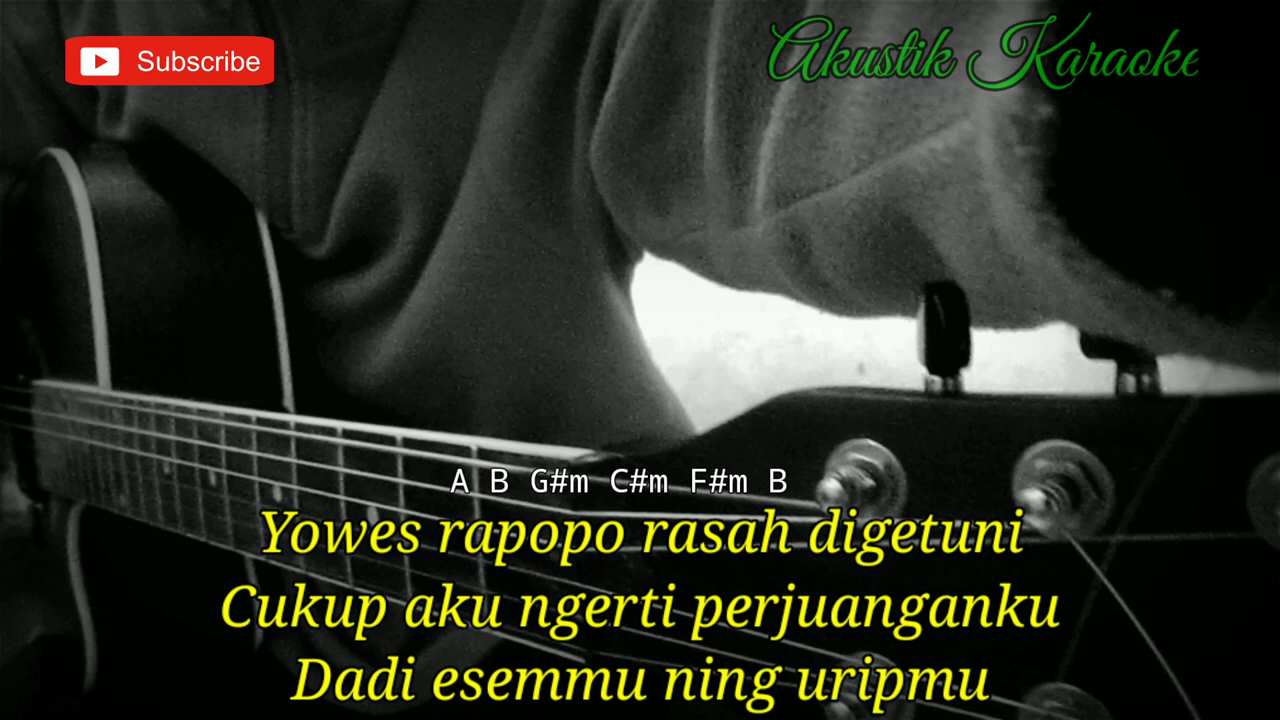 Subscribe
Akustik Karaoke
A B G#m C#m F#m B
Yowes rapopo rasah digetuni
Cukup aku ngerti perjuanganku
Dadi esemmu ning uripmu